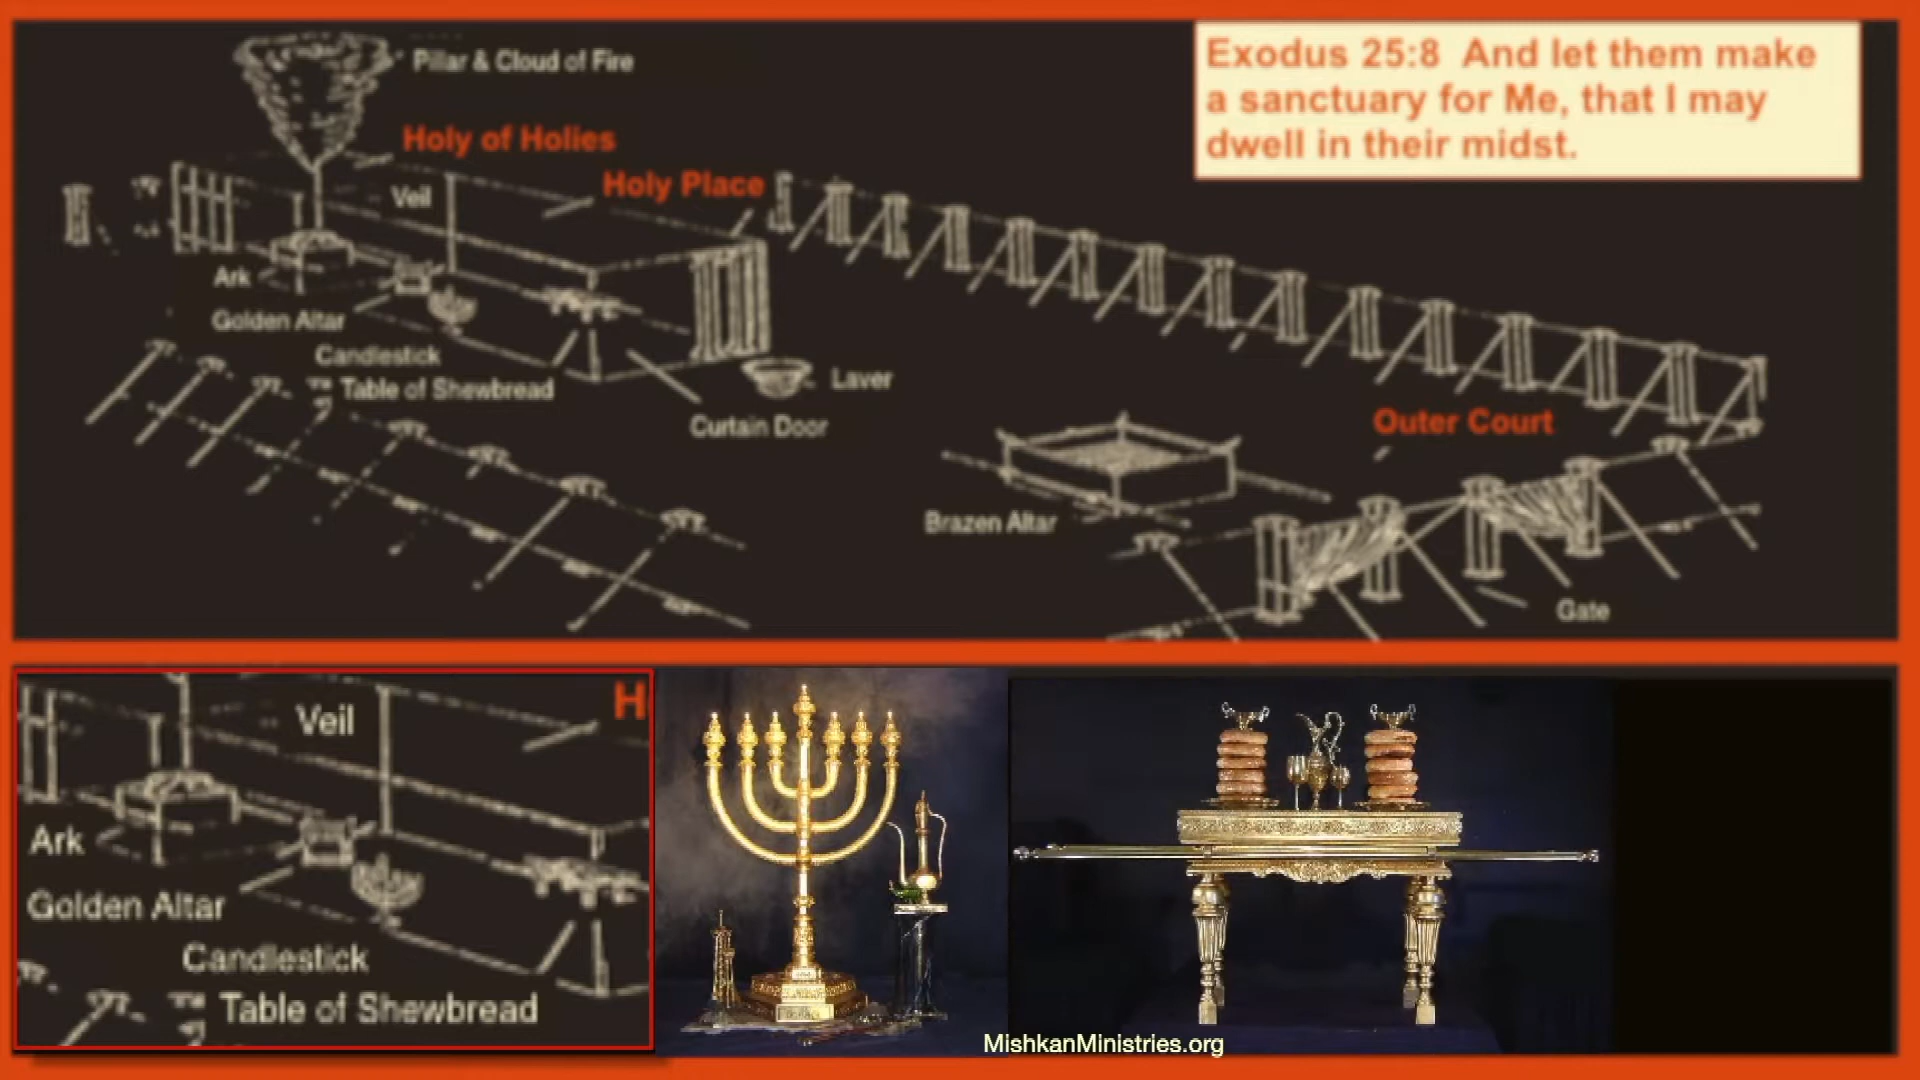 Pillar & Cloud of Fire
Exodus 25:8 And let them make
a sanctuary for Me, that I may
dwell in their midst.
Holy of Holies
Holy Place
Veil
Ark
Golden Altar
Candlestick
Table of Shewbread
Laver
Curtain Door
Outer Court
Brazen Altar
Gate
H
Veil
Ark
Golden Altar
Candlestick
Table of Shewbread
MishkanMinistries.org